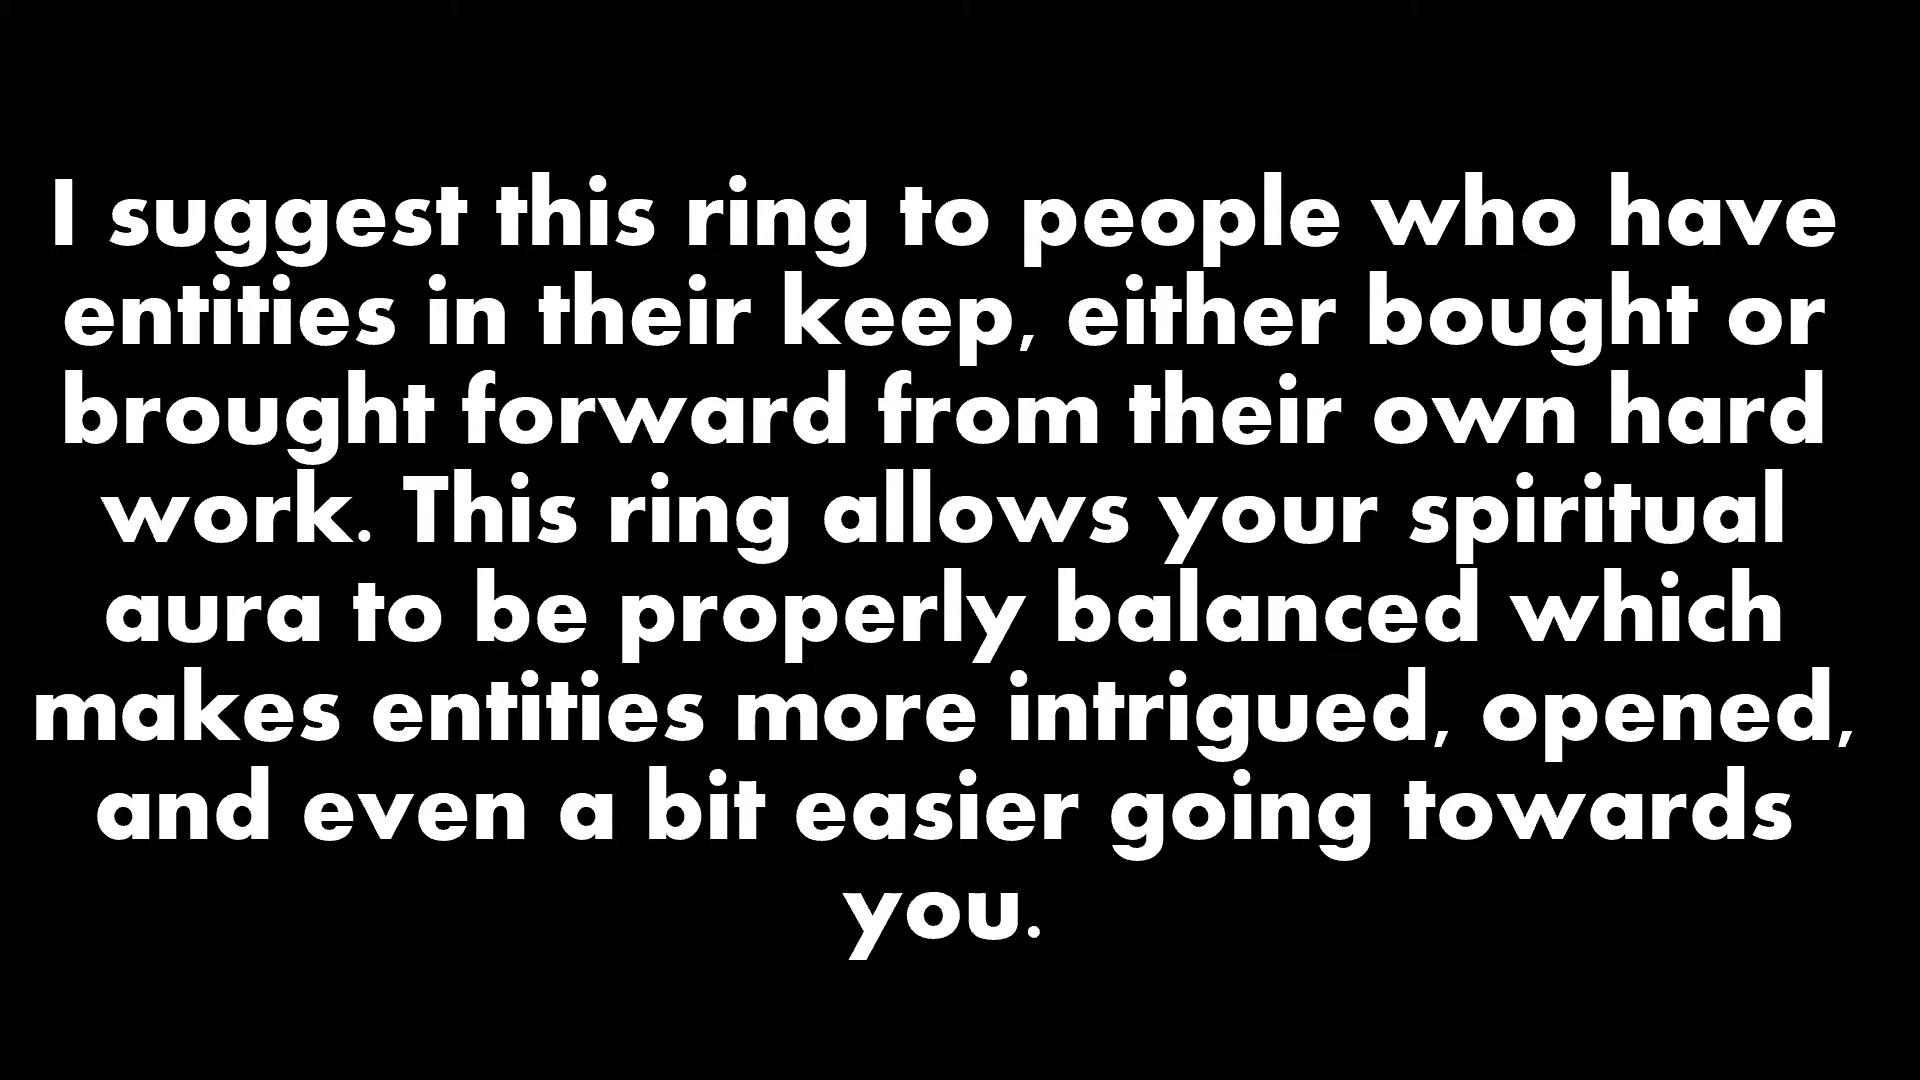 I suggest this ring to people who have
entities in their keep, either bought or
brought forward from their own hard
work. This ring allows your spiritual
aura to be properly balanced which
makes entities more intrigued, opened,
and even a bit easier going towards
you.